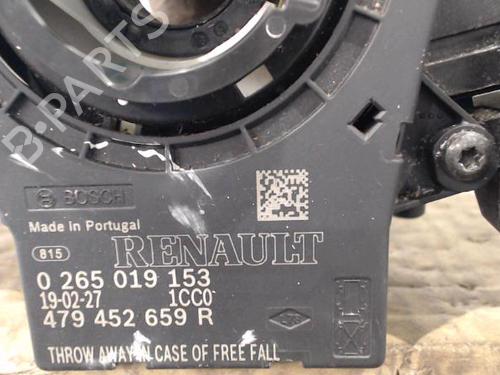 B-PARTS
BOSCH
Made in Portugal
815
RENAULT
0 265 019 153
19-02-27 1CC0
479 452 659 R
THROW AWAY IN CASE OF FREE FALL